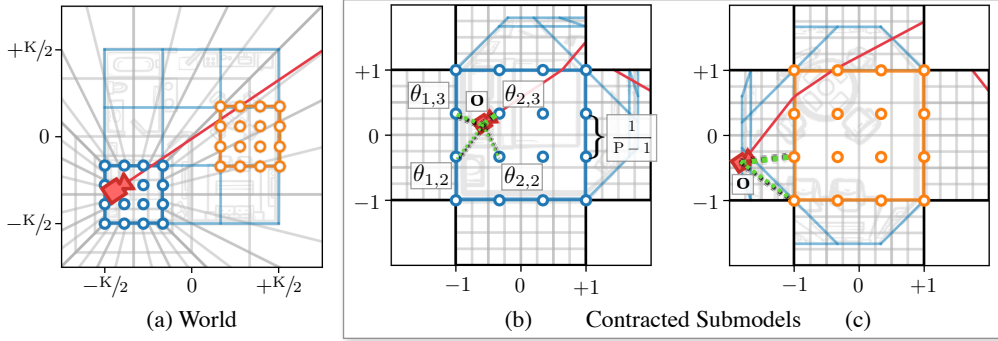 +K/2
0
−K/2
−K/2 0 +K/2
(a) World
+1
0
−1
−1 0 +1
θ1,3
o
θ2,3
θ1,2
θ2,2
1
P − 1
(b)
Contracted Submodels
+1
0
−1
−1 0 +1
o
(c)